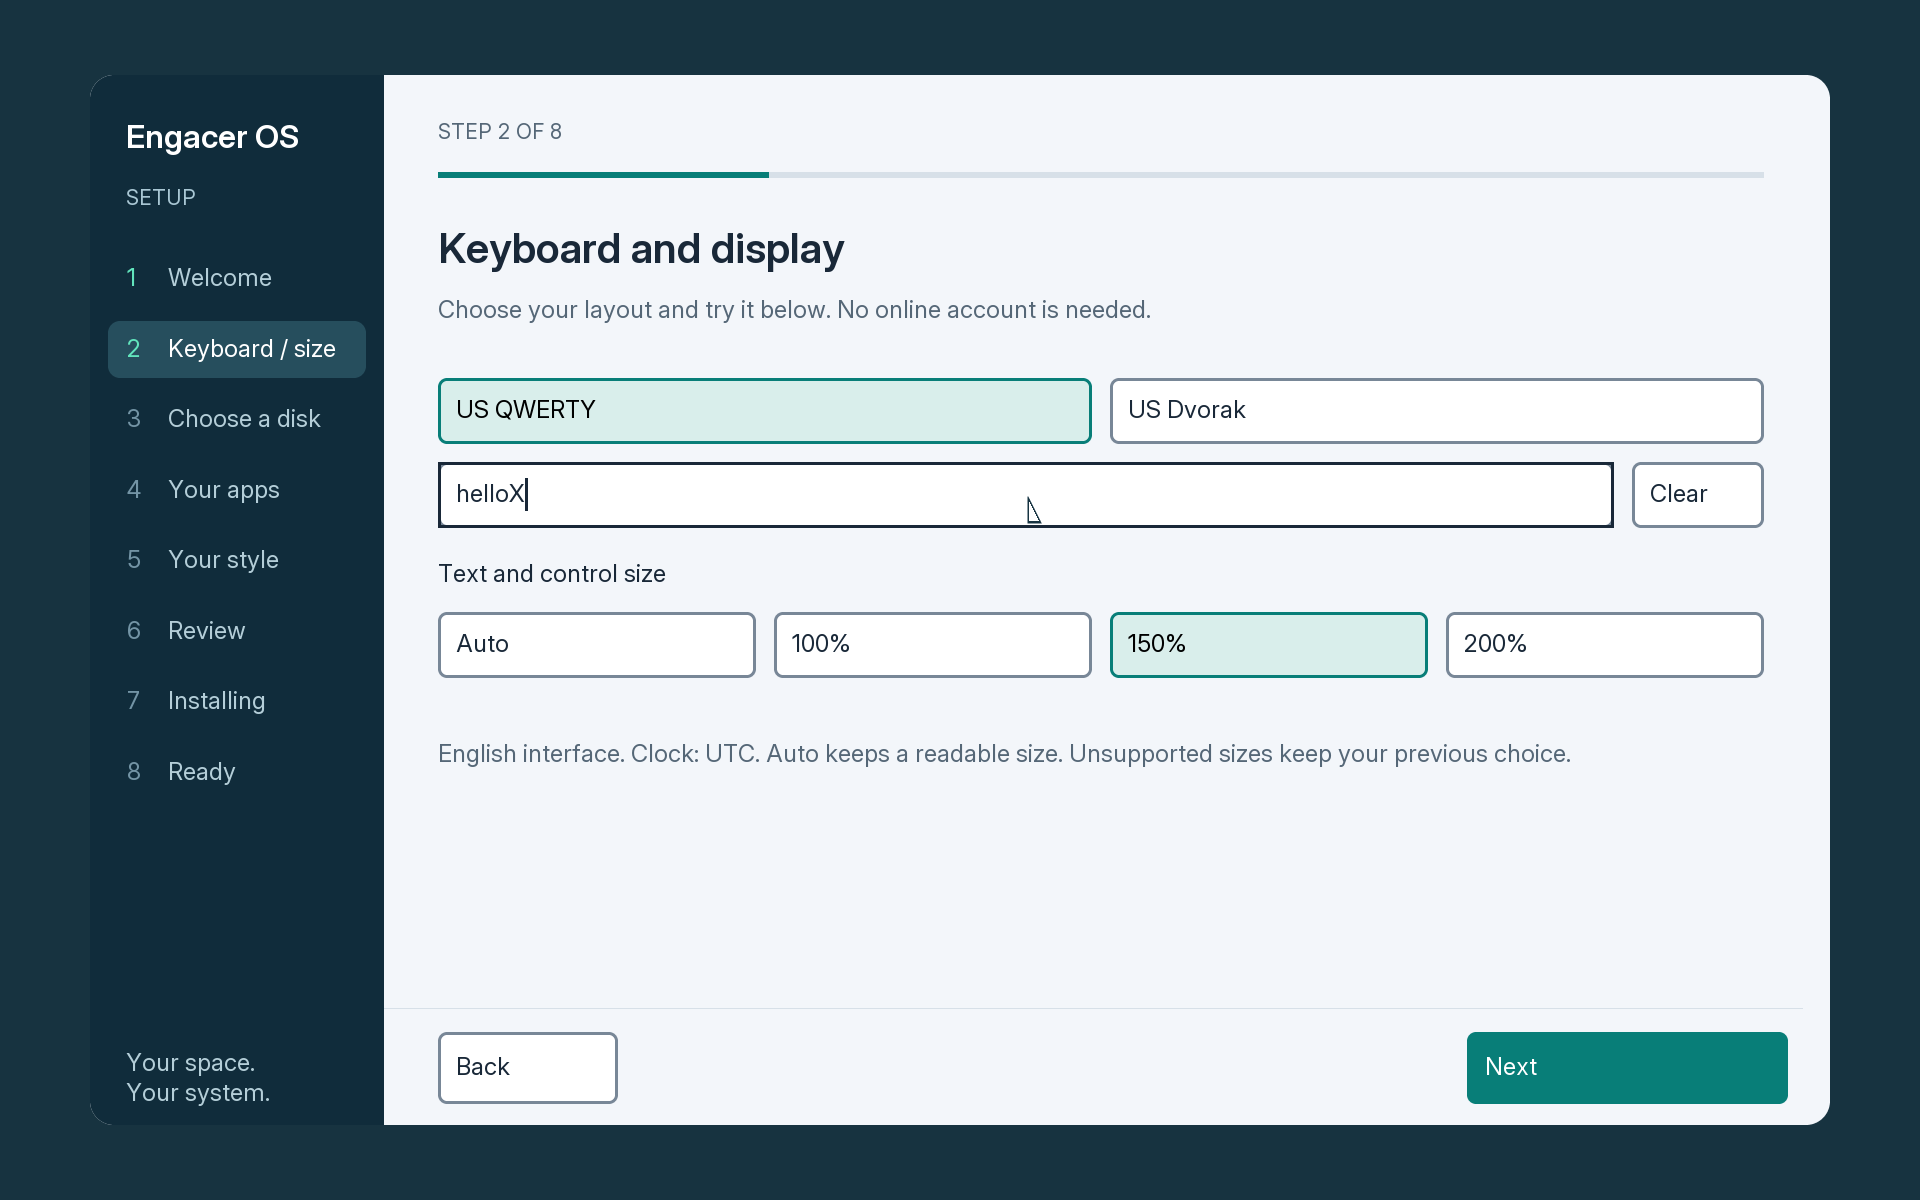 Engacer OS
SETUP
1 Welcome
2 Keyboard / size
3 Choose a disk
4 Your apps
5 Your style
6 Review
7 Installing
8 Ready
Your space.
Your system.
STEP 2 OF 8
Keyboard and display
Choose your layout and try it below. No online account is needed.
US QWERTY US Dvorak
helloX Clear
Text and control size
Auto 100% 150% 200%
English interface. Clock: UTC. Auto keeps a readable size. Unsupported sizes keep your previous choice.
Back Next